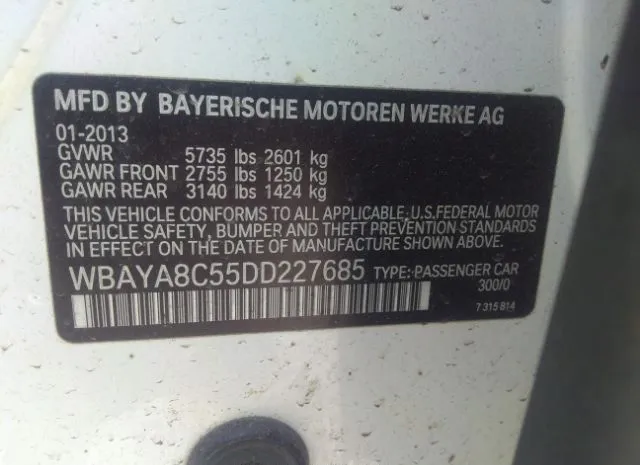 MFD BY BAYERISCHE MOTOREN WERKE AG
01-2013
GVWR 5735 lbs 2601 kg
GAWR FRONT 2755 lbs 1250 kg
GAWR REAR 3140 lbs 1424 kg
THIS VEHICLE CONFORMS TO ALL APPLICABLE, U.S.FEDERAL MOTOR
VEHICLE SAFETY, BUMPER AND THEFT PREVENTION STANDARDS
IN EFFECT ON THE DATE OF MANUFACTURE SHOWN ABOVE.
WBAYA8C55DD227685 TYPE: PASSENGER CAR
300/0
7 315 814